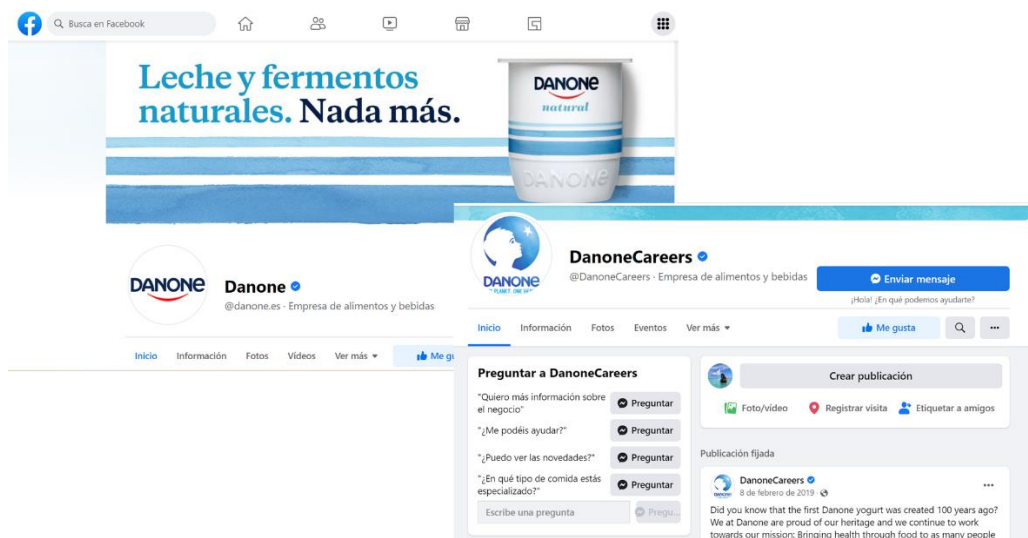 Busca en Facebook
Leche y fermentos
naturales. Nada más.
DANONE
natural
DANONE
DANONE
Danone
@danone.es · Empresa de alimentos y bebidas
Inicio Información Fotos Vídeos Ver más
DANONE
DanoneCareers
@DanoneCareers · Empresa de alimentos y bebidas
Enviar mensaje
¡Hola! ¿En qué podemos ayudarte?
Inicio Información Fotos Eventos Ver más
Me gusta
Preguntar a DanoneCareers
"Quiero más información sobre
el negocio"
Preguntar
"¿Me podéis ayudar?"
Preguntar
"¿Puedo ver las novedades?"
Preguntar
"¿En qué tipo de comida estás
especializado?"
Preguntar
Escribe una pregunta
Pregu...
Crear publicación
Foto/vídeo Registrar visita Etiquetar a amigos
Publicación fijada
DanoneCareers
8 de febrero de 2019
Did you know that the first Danone yogurt was created 100 years ago?
We at Danone are proud of our heritage and we continue to work
towards our mission: Bringing health through food to as many people